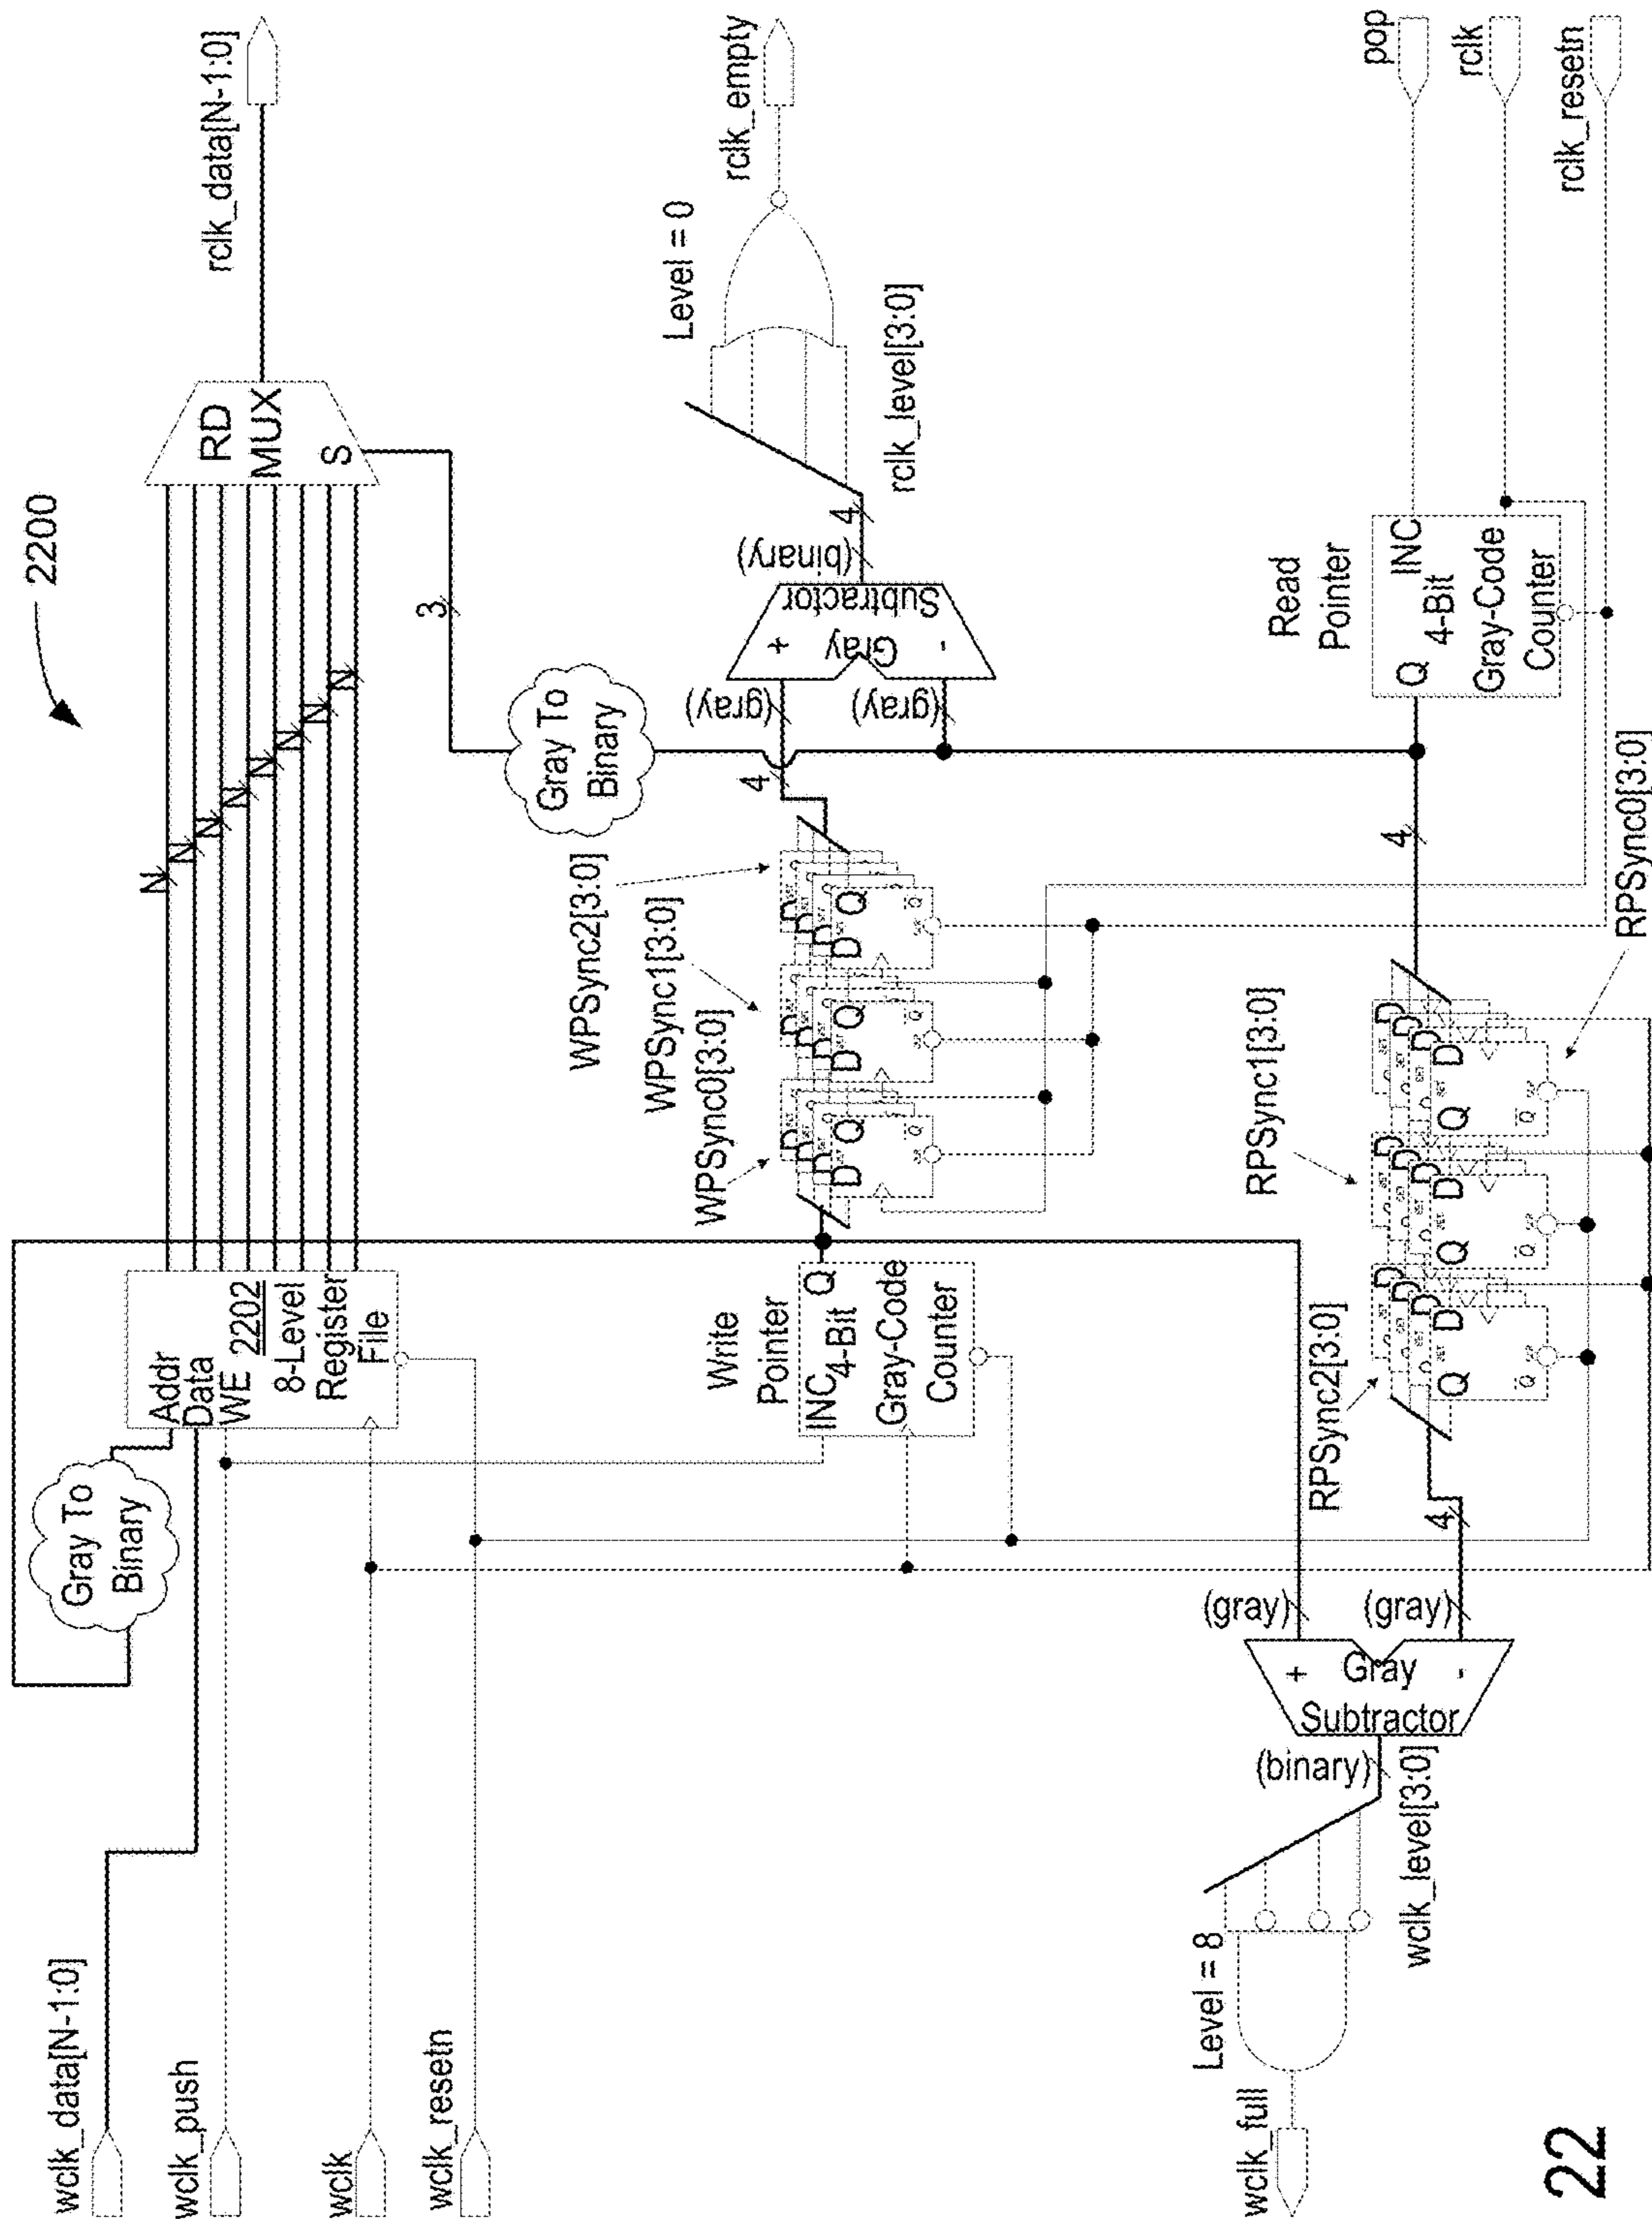 2200
wclk_data[N-1:0]
wclk_push
wclk
wclk_resetn
Gray To
Binary
Addr
Data
WE 2202
8-Level
Register
File
N
N
N
N
N
N
N
N
RD
MUX
S
rclk_data[N-1:0]
3
Gray To
Binary
Write
Pointer
INC Q
4-Bit
Gray-Code
Counter
WPSync0[3:0]
WPSync1[3:0]
WPSync2[3:0]
D Q
D Q
D Q
4
(gray)
(gray)
+ Gray -
Subtractor
(binary)
4
rclk_level[3:0]
Level = 0
rclk_empty
Read
Pointer
Q INC
4-Bit
Gray-Code
Counter
pop
rclk
rclk_resetn
4
RPSync0[3:0]
RPSync1[3:0]
RPSync2[3:0]
Q D
Q D
Q D
4
(gray)
(gray)
+ Gray -
Subtractor
(binary)
wclk_level[3:0]
Level = 8
wclk_full
22